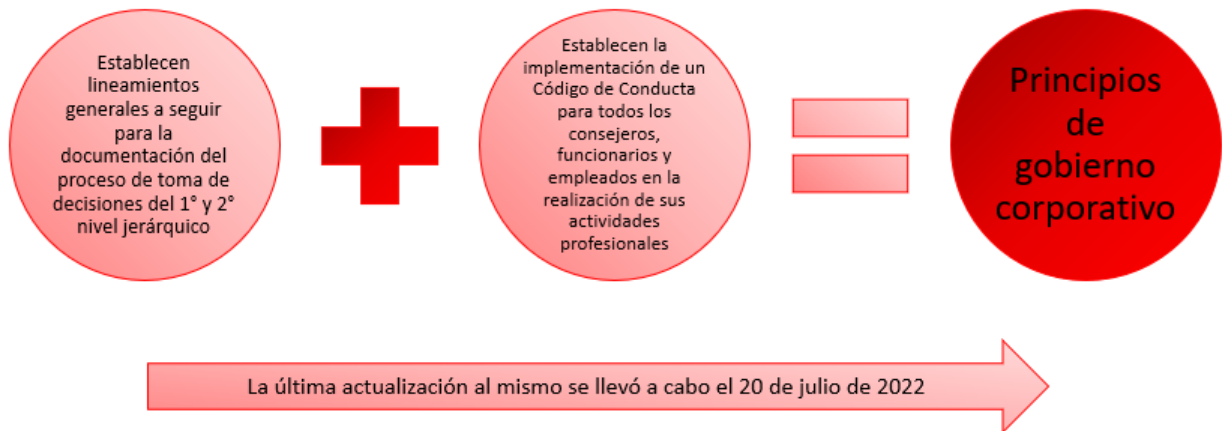 Establecen
lineamientos
generales a seguir
para la
documentación del
proceso de toma de
decisiones del 1° y 2°
nivel jerárquico
Establecen la
implementación de un
Código de Conducta
para todos los
consejeros,
funcionarios y
empleados en la
realización de sus
actividades
profesionales
Principios
de
gobierno
corporativo
La última actualización al mismo se llevó a cabo el 20 de julio de 2022